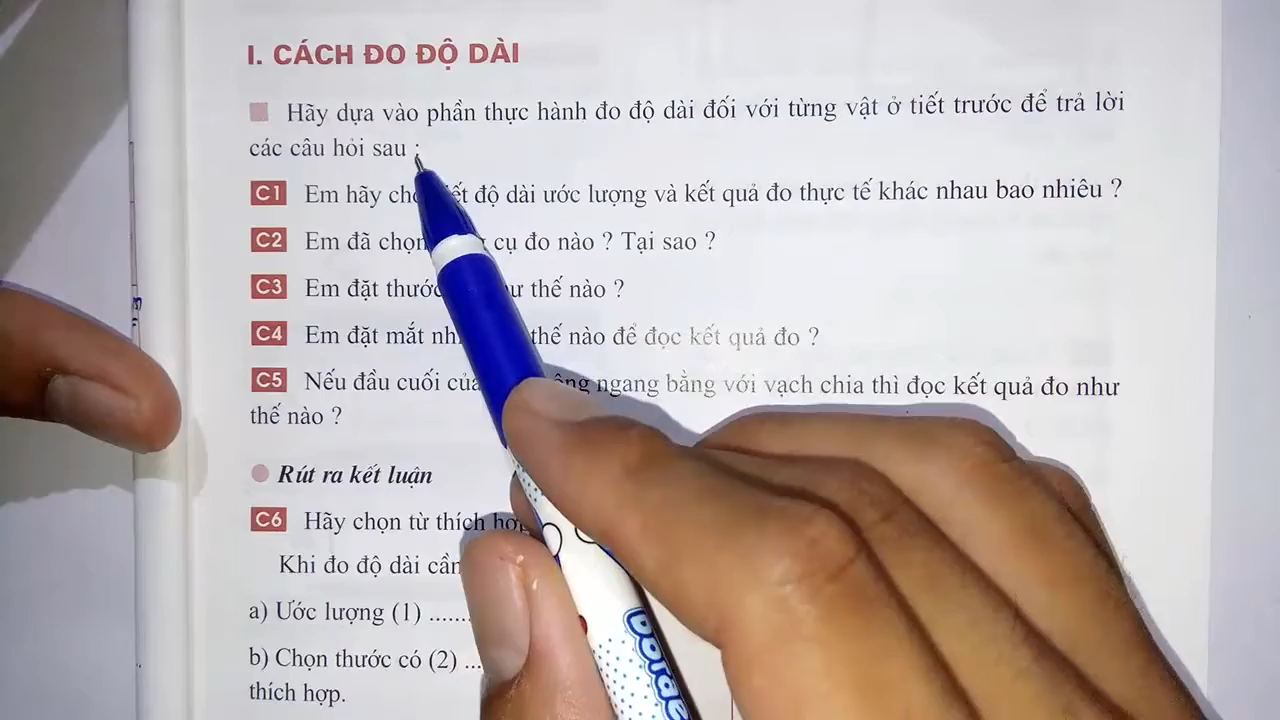 I. CÁCH ĐO ĐỘ DÀI
Hãy dựa vào phần thực hành đo độ dài đối với từng vật ở tiết trước để trả lời
các câu hỏi sau :
C1 Em hãy độ dài ước lượng và kết quả đo thực tế khác nhau bao nhiêu ?
C2 Em đã chọn cụ đo nào ? Tại sao ?
C3 Em đặt thước thế nào ?
C4 Em đặt mắt thế nào để đọc kết quả đo ?
C5 Nếu đầu cuối của ngang bằng với vạch chia thì đọc kết quả đo như
thế nào ?
Rút ra kết luận
C6 Hãy chọn từ thích hợp
Khi đo độ dài cần
a) Ước lượng (1) ......
b) Chọn thước có (2) ...
thích hợp.